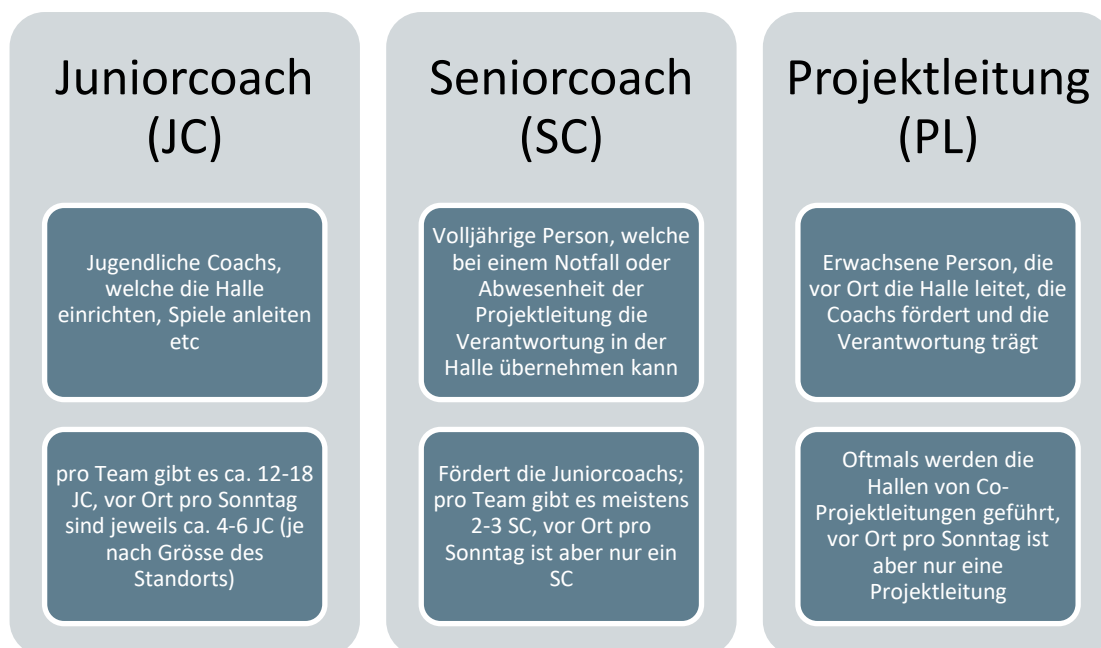 Juniorcoach
(JC)
Jugendliche Coachs,
welche die Halle
einrichten, Spiele anleiten
etc
pro Team gibt es ca. 12-18
JC, vor Ort pro Sonntag
sind jeweils ca. 4-6 JC (je
nach Grösse des
Standorts)
Seniorcoach
(SC)
Volljährige Person, welche
bei einem Notfall oder
Abwesenheit der
Projektleitung die
Verantwortung in der
Halle übernehmen kann
Fördert die Juniorcoachs;
pro Team gibt es meistens
2-3 SC, vor Ort pro
Sonntag ist aber nur ein
SC
Projektleitung
(PL)
Erwachsene Person, die
vor Ort die Halle leitet, die
Coachs fördert und die
Verantwortung trägt
Oftmals werden die
Hallen von Co-
Projektleitungen geführt,
vor Ort pro Sonntag ist
aber nur eine
Projektleitung